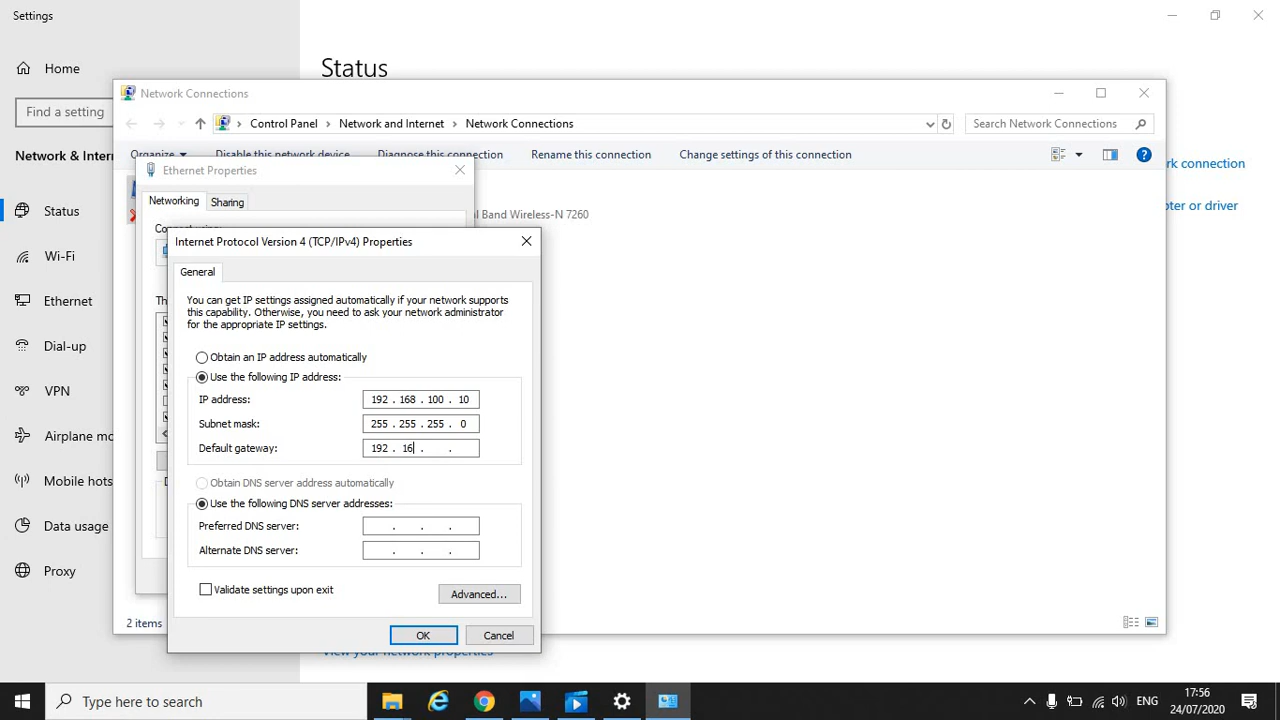 Settings
Home
Find a setting
Network & Inter
Status
Wi-Fi
Ethernet
Dial-up
VPN
Airplane mo
Mobile hots
Data usage
Proxy
Status
rk connection
pter or driver
View your network properties
Network Connections
Control Panel > Network and Internet > Network Connections
Search Network Connections
Organize Disable this network device Diagnose this connection Rename this connection Change settings of this connection
al Band Wireless-N 7260
2 items
Ethernet Properties
Networking Sharing
Connect using:
Th
Internet Protocol Version 4 (TCP/IPv4) Properties
General
You can get IP settings assigned automatically if your network supports
this capability. Otherwise, you need to ask your network administrator
for the appropriate IP settings.
Obtain an IP address automatically
Use the following IP address:
IP address: 192 . 168 . 100 . 10
Subnet mask: 255 . 255 . 255 . 0
Default gateway: 192 . 16 . .
Obtain DNS server address automatically
Use the following DNS server addresses:
Preferred DNS server: . . .
Alternate DNS server: . . .
Validate settings upon exit
Advanced...
OK Cancel
Type here to search
ENG
17:56
24/07/2020